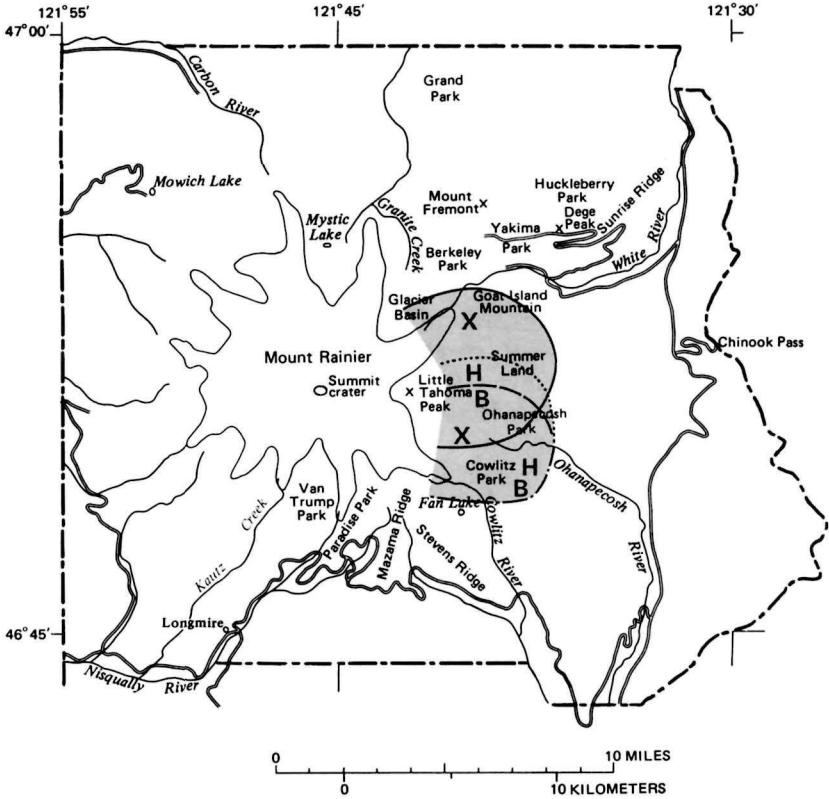 121°55′
121°45′
121°30′
47°00′
Carbon
River
Grand
Park
Mowich Lake
Mystic
Lake
Granite Creek
Mount
Fremont
Huckleberry
Park
Dege
Peak
Sunrise Ridge
Yakima
Park
White River
Berkeley
Park
Glacier
Basin
Goat Island
Mountain
X
Chinook Pass
Mount Rainier
Summit
crater
Summer
Land
H
Little
Tahoma
Peak
B
Ohanapecosh
Park
X
Cowlitz
Park
H
B
Ohanapecosh
River
Van
Trump
Park
Paradise Park
Mazama Ridge
Fan Lake
Cowlitz
River
Stevens Ridge
Kautz
Creek
Longmire
46°45′
Nisqually
River
0 10 MILES
0 10 KILOMETERS